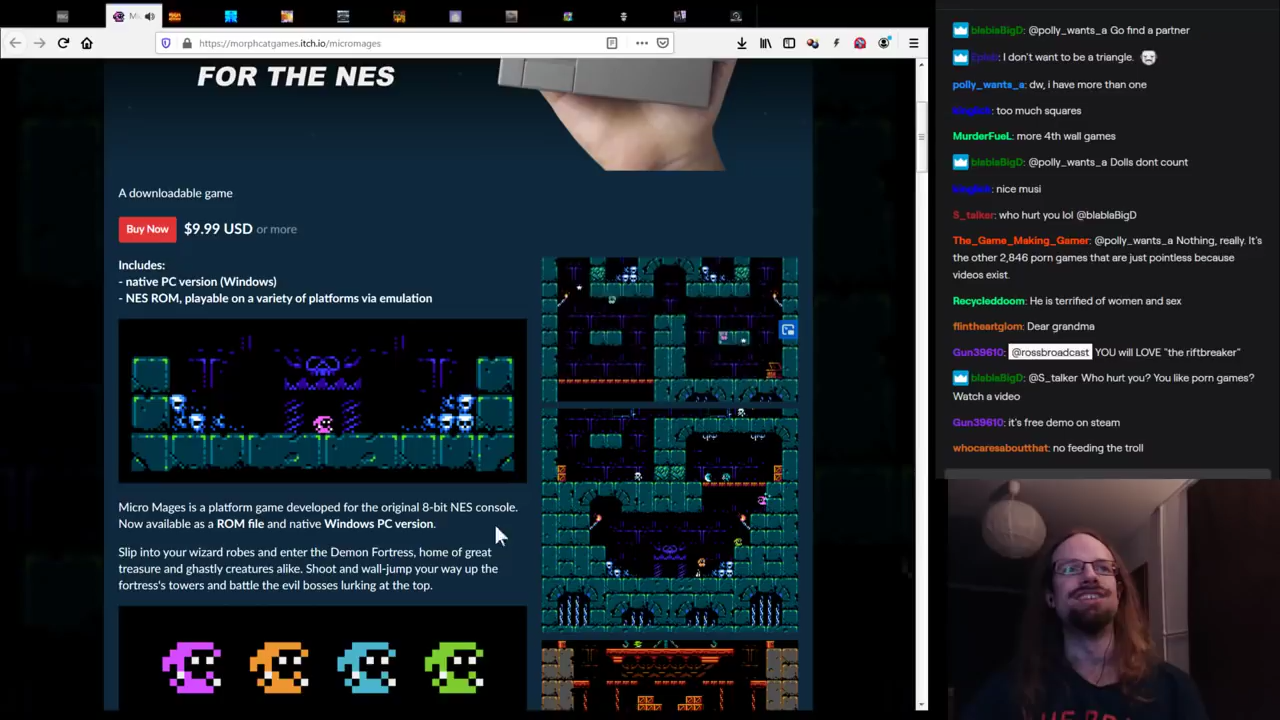 Mi
https://morphcatgames.itch.io/micromages
FOR THE NES
A downloadable game
Buy Now $9.99 USD or more
Includes:
- native PC version (Windows)
- NES ROM, playable on a variety of platforms via emulation
Micro Mages is a platform game developed for the original 8-bit NES console.
Now available as a ROM file and native Windows PC version.
Slip into your wizard robes and enter the Demon Fortress, home of great
treasure and ghastly creatures alike. Shoot and wall-jump your way up the
fortress's towers and battle the evil bosses lurking at the top.
blablaBigD: @polly_wants_a Go find a partner
: I don't want to be a triangle.
polly_wants_a: dw, i have more than one
: too much squares
MurderFueL: more 4th wall games
blablaBigD: @polly_wants_a Dolls dont count
: nice musi
S_talker: who hurt you lol @blablaBigD
The_Game_Making_Gamer: @polly_wants_a Nothing, really. It's
the other 2,846 porn games that are just pointless because
videos exist.
Recycleddoom: He is terrified of women and sex
flintheartglom: Dear grandma
Gun39610: @rossbroadcast YOU will LOVE "the riftbreaker"
blablaBigD: @S_talker Who hurt you? You like porn games?
Watch a video
Gun39610: it's free demo on steam
whocaresaboutthat: no feeding the troll